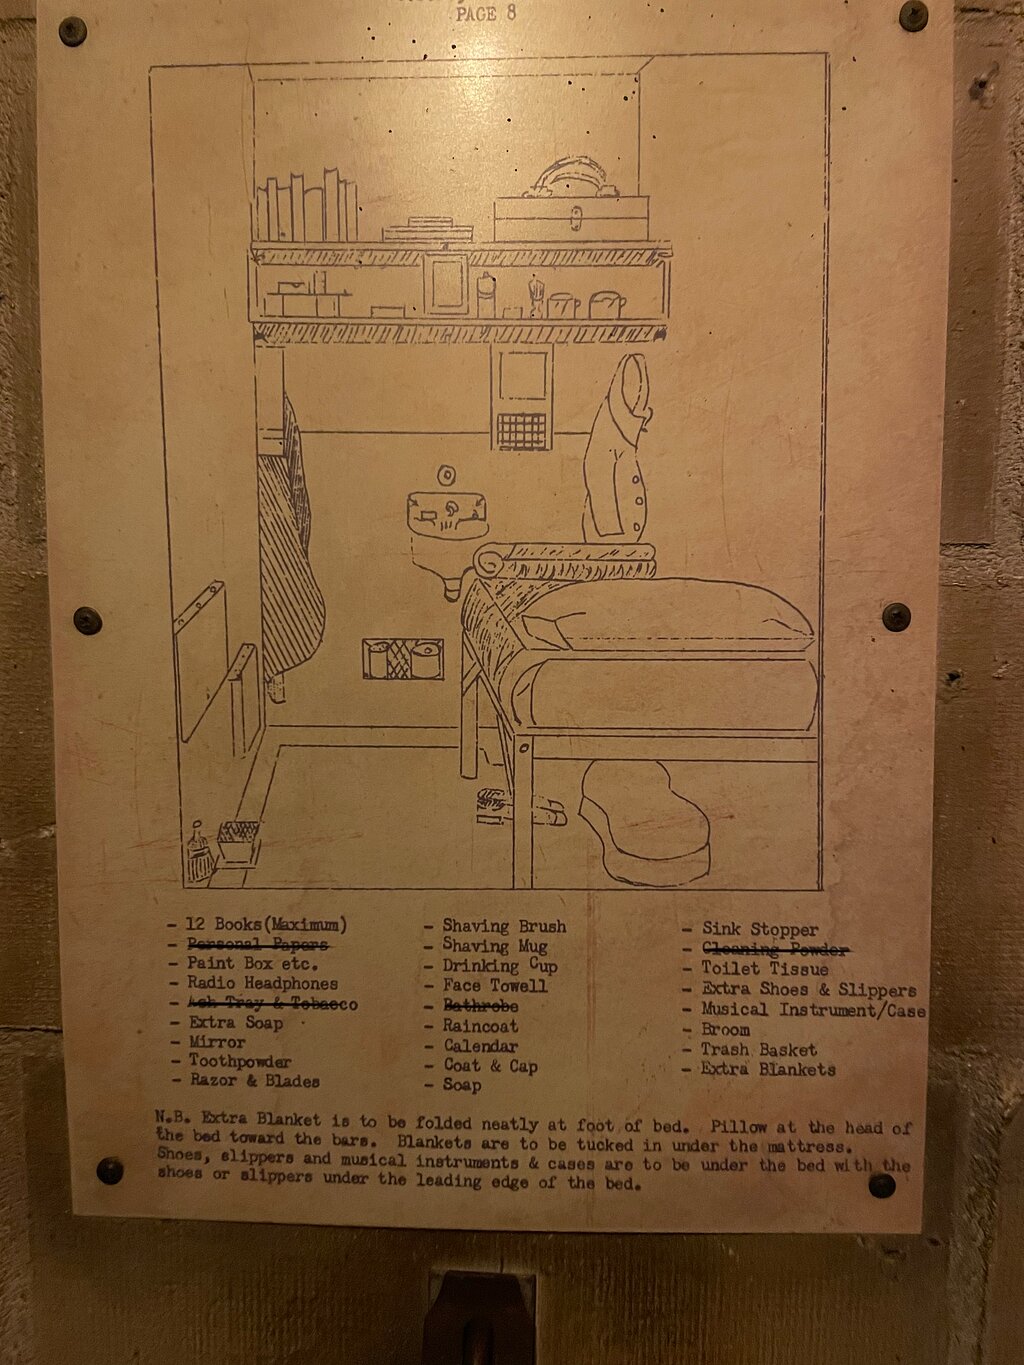 PAGE 8
- 12 Books(Maximum)
- Personal Papers
- Paint Box etc.
- Radio Headphones
- Ash Tray & Tobacco
- Extra Soap
- Mirror
- Toothpowder
- Razor & Blades
- Shaving Brush
- Shaving Mug
- Drinking Cup
- Face Towell
- Bathrobe
- Raincoat
- Calendar
- Coat & Cap
- Soap
- Sink Stopper
- Cleaning Powder
- Toilet Tissue
- Extra Shoes & Slippers
- Musical Instrument/Case
- Broom
- Trash Basket
- Extra Blankets
N.B. Extra Blanket is to be folded neatly at foot of bed. Pillow at the head of
the bed toward the bars. Blankets are to be tucked in under the mattress.
Shoes, slippers and musical instruments & cases are to be under the bed with the
shoes or slippers under the leading edge of the bed.